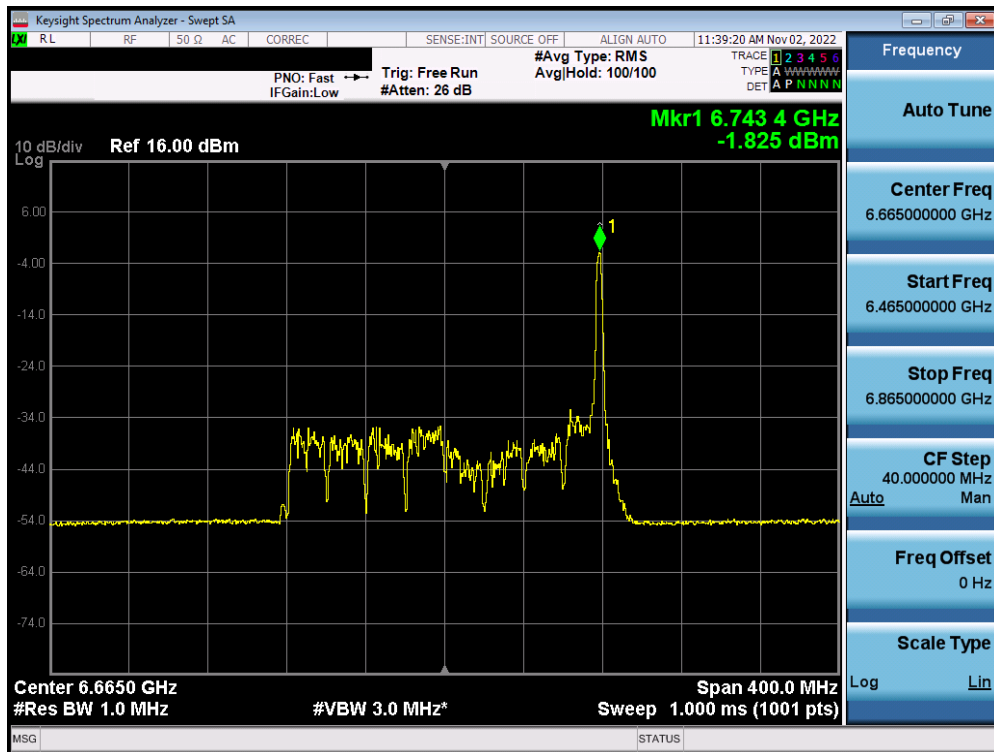 Keysight Spectrum Analyzer - Swept SA
LXI RL RF 50 Ω AC CORREC SENSE:INT SOURCE OFF ALIGN AUTO 11:39:20 AM Nov 02, 2022
PNO: Fast Trig: Free Run #Avg Type: RMS TRACE 1 2 3 4 5 6
IFGain:Low #Atten: 26 dB Avg|Hold: 100/100 TYPE A WWWWW
DET A P N N N N
Mkr1 6.743 4 GHz
-1.825 dBm
10 dB/div Ref 16.00 dBm
Log
6.00
-4.00
-14.0
-24.0
-34.0
-44.0
-54.0
-64.0
-74.0
1
Center 6.6650 GHz Span 400.0 MHz
#Res BW 1.0 MHz #VBW 3.0 MHz* Sweep 1.000 ms (1001 pts)
MSG STATUS
Frequency
Auto Tune
Center Freq
6.665000000 GHz
Start Freq
6.465000000 GHz
Stop Freq
6.865000000 GHz
CF Step
40.000000 MHz
Auto Man
Freq Offset
0 Hz
Scale Type
Log Lin